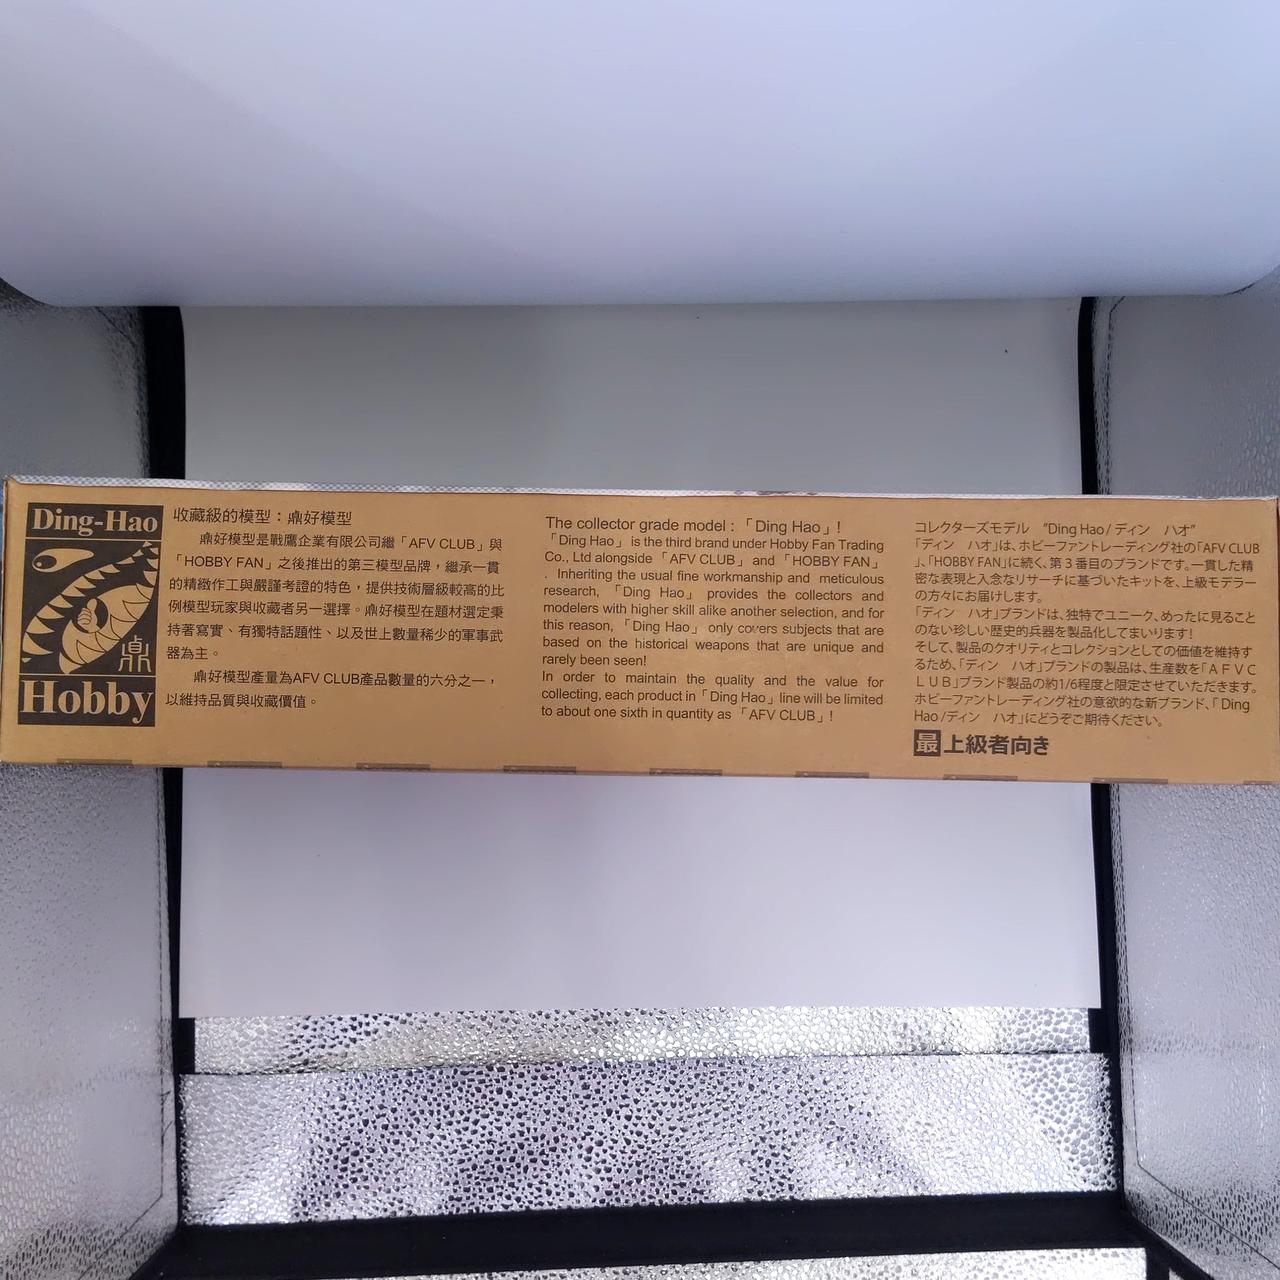 Ding-Hao
鼎
Hobby
收藏級的模型：鼎好模型
鼎好模型是戰鷹企業有限公司繼「AFV CLUB」與
「HOBBY FAN」之後推出的第三模型品牌，繼承一貫
的精緻作工與嚴謹考證的特色，提供技術層級較高的比
例模型玩家與收藏者另一選擇。鼎好模型在題材選定秉
持著寫實、有獨特話題性、以及世上數量稀少的軍事武
器為主。
鼎好模型產量為AFV CLUB產品數量的六分之一，
以維持品質與收藏價值。
The collector grade model :「Ding Hao」!
「Ding Hao」 is the third brand under Hobby Fan Trading
Co., Ltd alongside 「AFV CLUB」 and 「HOBBY FAN」
. Inheriting the usual fine workmanship and meticulous
research, 「Ding Hao」 provides the collectors and
modelers with higher skill alike another selection, and for
this reason, 「Ding Hao」 only covers subjects that are
based on the historical weapons that are unique and
rarely been seen!
In order to maintain the quality and the value for
collecting, each product in「Ding Hao」line will be limited
to about one sixth in quantity as 「AFV CLUB」!
コレクターズモデル　"Ding Hao / ディン　ハオ"
「ディン　ハオ」は、ホビーファントレーディング社の「AFV CLUB
」、「HOBBY FAN」に続く、第３番目のブランドです。一貫した精
密な表現と入念なリサーチに基づいたキットを、上級モデラー
の方々にお届けします。
「ディン　ハオ」ブランドは、独特でユニーク、めったに見ること
のない珍しい歴史的兵器を製品化してまいります！
そして、製品のクオリティとコレクションとしての価値を維持す
るため、「ディン　ハオ」ブランドの製品は、生産数を「ＡＦＶ Ｃ
ＬＵＢ」ブランド製品の約1/6程度と限定させていただきます。
ホビーファントレーディング社の意欲的な新ブランド、「Ding
Hao /ディン　ハオ」にどうぞご期待ください。
最上級者向き